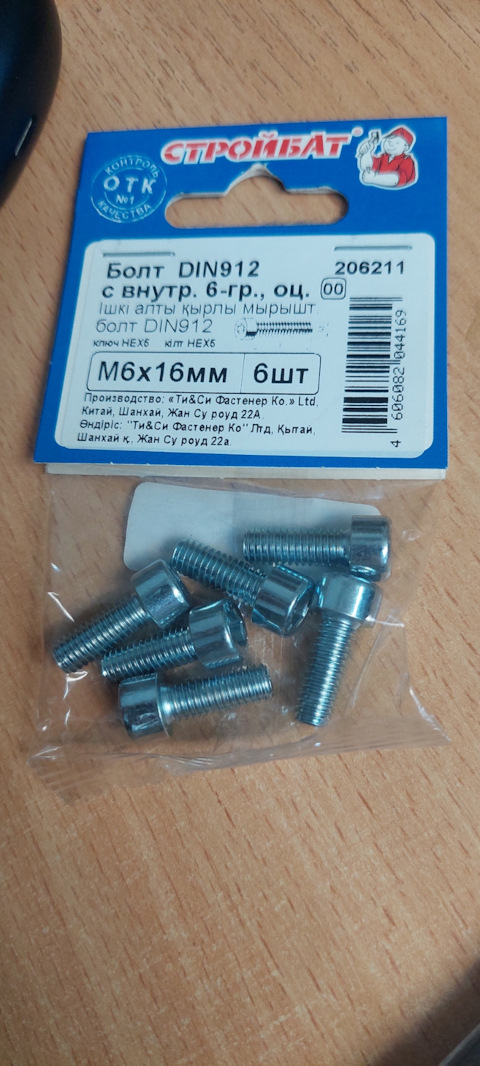 СТРОЙБАТ®
КОНТРОЛЬ
ОТК
№1
КАЧЕСТВА
Болт DIN912 206211
с внутр. 6-гр., оц. 00
Ішкі алты қырлы мырышт.
болт DIN912
ключ HEX5 кілт HEX5
М6х16мм 6шт
Производство: «Ти&Си Фастенер Ко.» Ltd,
Китай, Шанхай, Жан Су роуд 22А.
Өндіріс: "Ти&Си Фастенер Ко" Лтд, Қытай,
Шанхай қ., Жан Су роуд 22а.
4 606082 044169